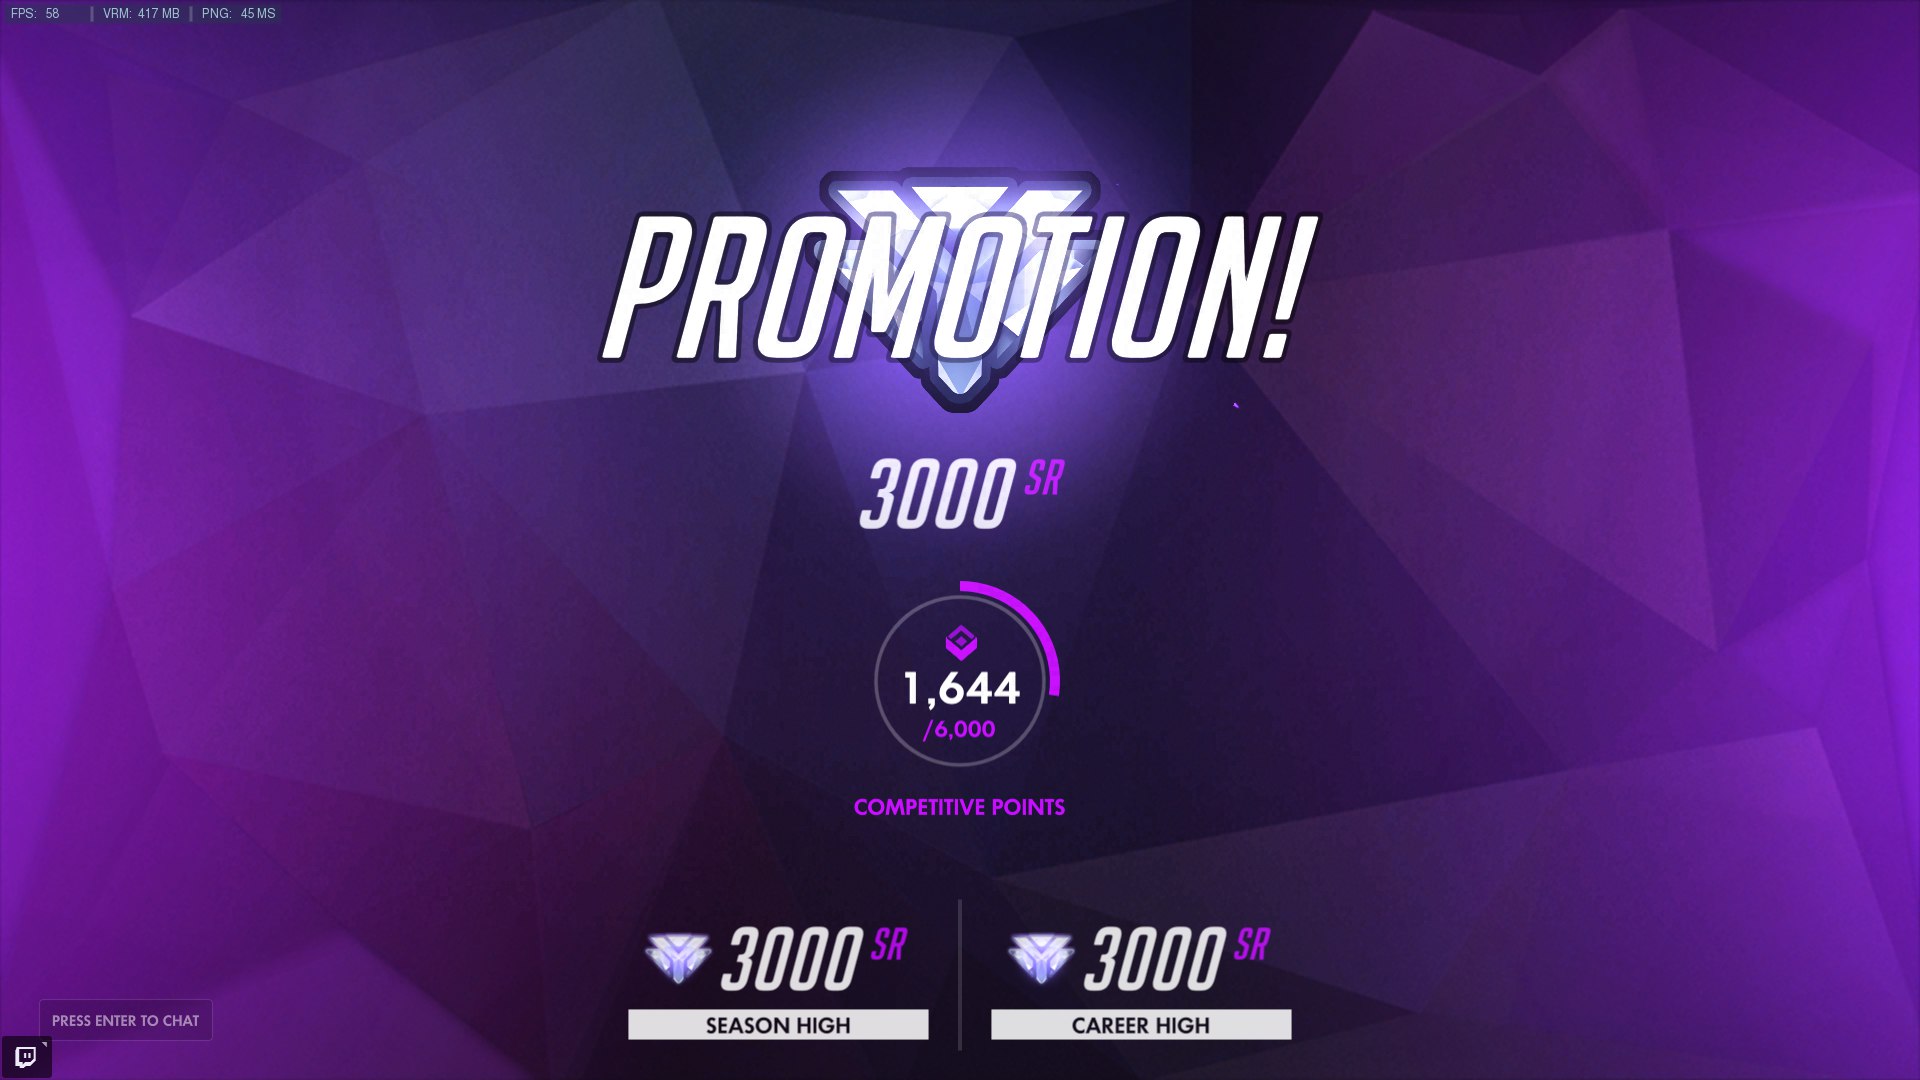 FPS: 58 | VRM: 417 MB | PNG: 45 MS
PROMOTION!
3000 SR
1,644
/6,000
COMPETITIVE POINTS
3000 SR
SEASON HIGH
3000 SR
CAREER HIGH
PRESS ENTER TO CHAT